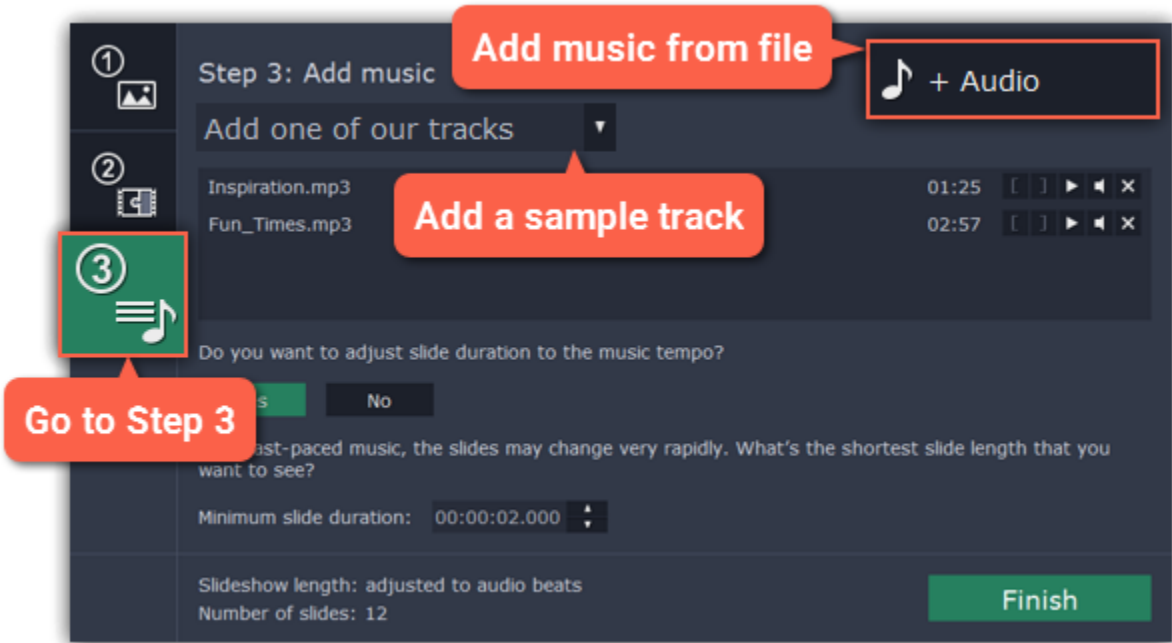 ①
Step 3: Add music
Add music from file
+ Audio
Add one of our tracks
②
Inspiration.mp3
01:25 [ ]
Add a sample track
Fun_Times.mp3
02:57 [ ]
③
Do you want to adjust slide duration to the music tempo?
No
Go to Step 3
music, the slides may change very rapidly. What's the shortest slide length that you
want to see?
Minimum slide duration: 00:00:02.000
Slideshow length: adjusted to audio beats
Number of slides: 12
Finish